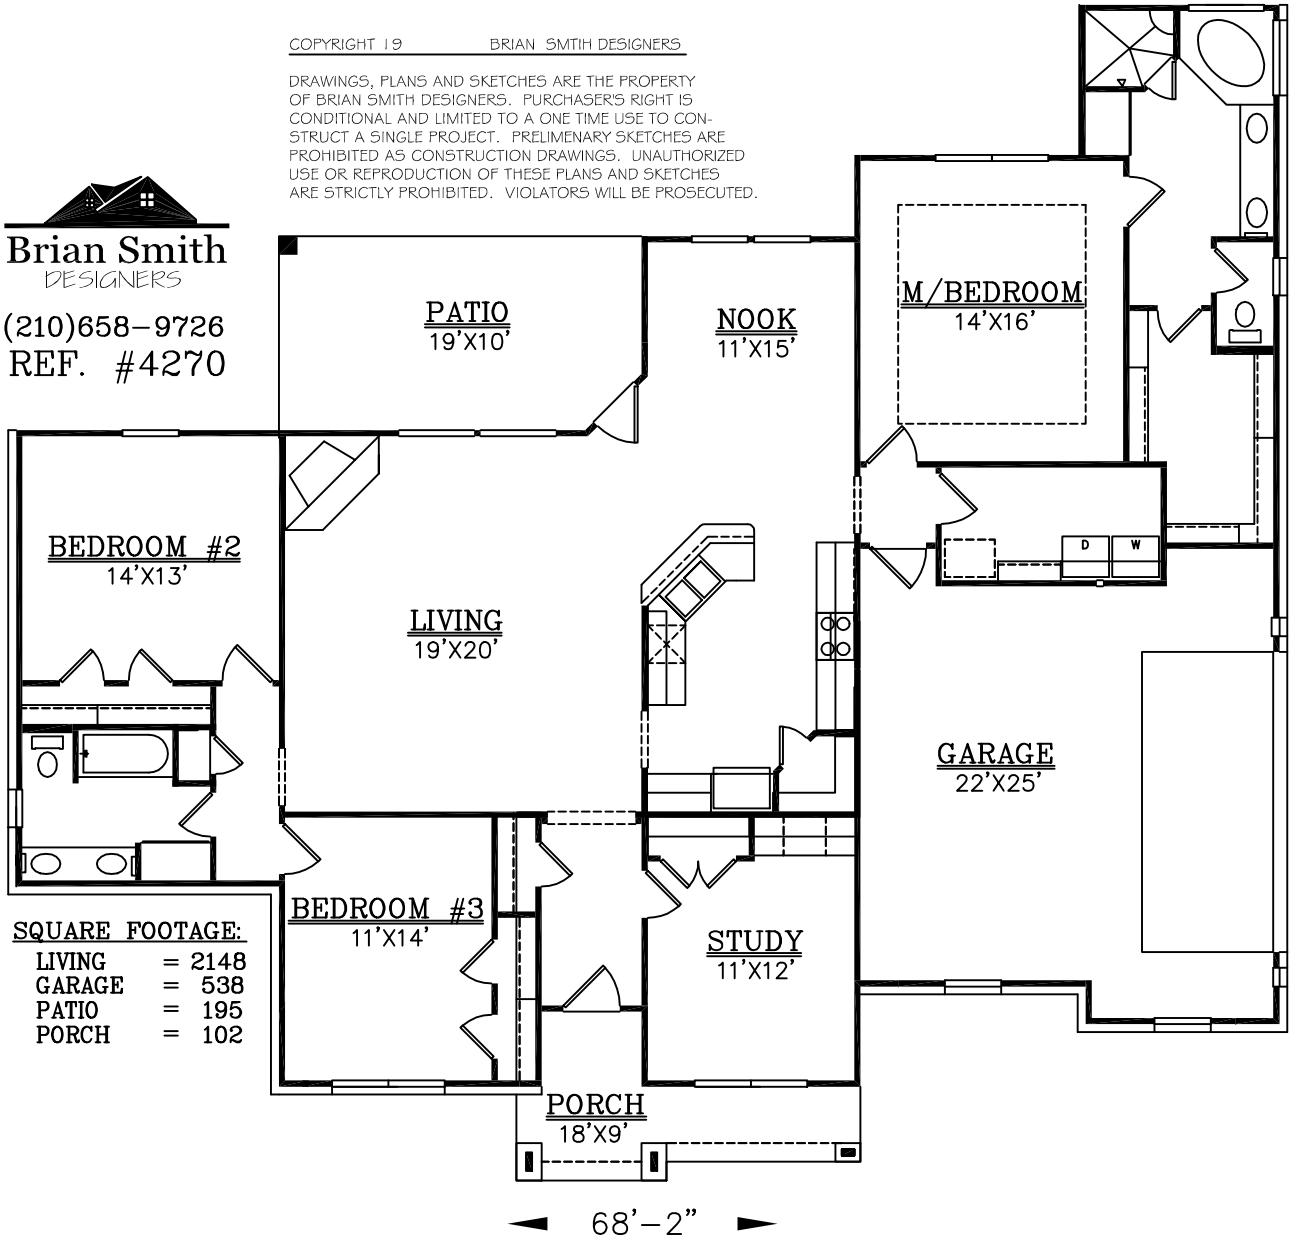 COPYRIGHT 19 BRIAN SMTIH DESIGNERS
DRAWINGS, PLANS AND SKETCHES ARE THE PROPERTY
OF BRIAN SMITH DESIGNERS. PURCHASER'S RIGHT IS
CONDITIONAL AND LIMITED TO A ONE TIME USE TO CON-
STRUCT A SINGLE PROJECT. PRELIMENARY SKETCHES ARE
PROHIBITED AS CONSTRUCTION DRAWINGS. UNAUTHORIZED
USE OR REPRODUCTION OF THESE PLANS AND SKETCHES
ARE STRICTLY PROHIBITED. VIOLATORS WILL BE PROSECUTED.
Brian Smith
DESIGNERS
(210)658-9726
REF. #4270
PATIO
19'X10'
NOOK
11'X15'
M/BEDROOM
14'X16'
BEDROOM #2
14'X13'
LIVING
19'X20'
D W
GARAGE
22'X25'
BEDROOM #3
11'X14'
STUDY
11'X12'
SQUARE FOOTAGE:
LIVING = 2148
GARAGE = 538
PATIO = 195
PORCH = 102
PORCH
18'X9'
68'-2"